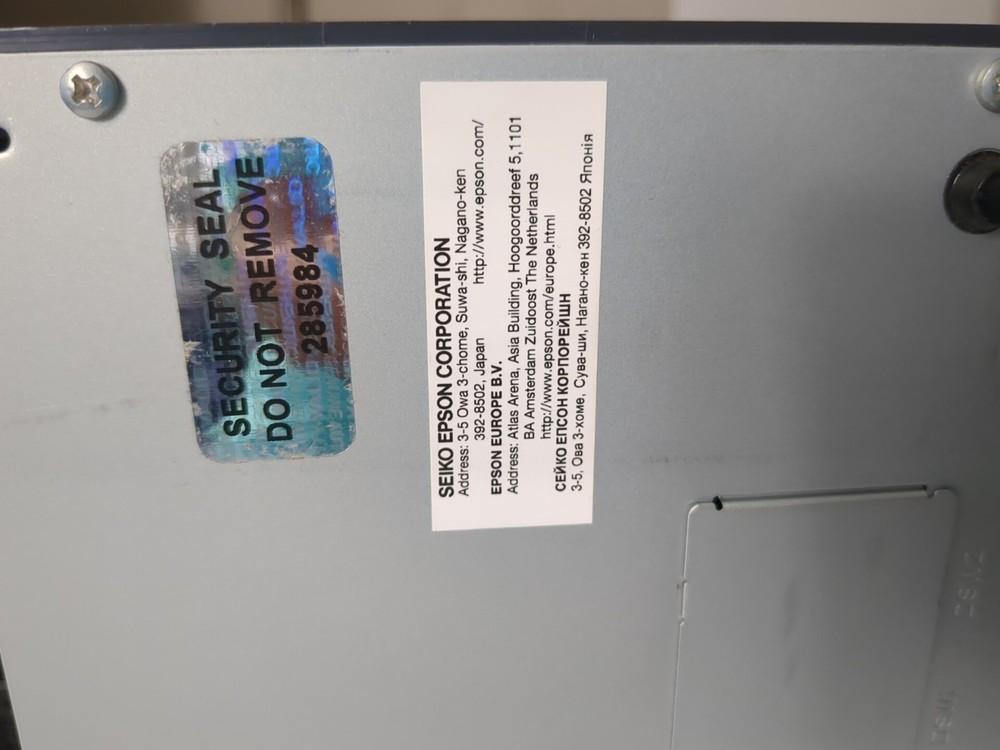 SECURITY SEAL
DO NOT REMOVE
285984
SEIKO EPSON CORPORATION
Address: 3-5 Owa 3-chome, Suwa-shi, Nagano-ken
392-8502, Japan http://www.epson.com/
EPSON EUROPE B.V.
Address: Atlas Arena, Asia Building, Hoogoorddreef 5,1101
BA Amsterdam Zuidoost The Netherlands
http://www.epson.com/europe.html
СЕЙКО ЕПСОН КОРПОРЕЙШН
3-5, Ова 3-хоме, Сува-ши, Нагано-кен 392-8502 Японія
DSW2
DSW1